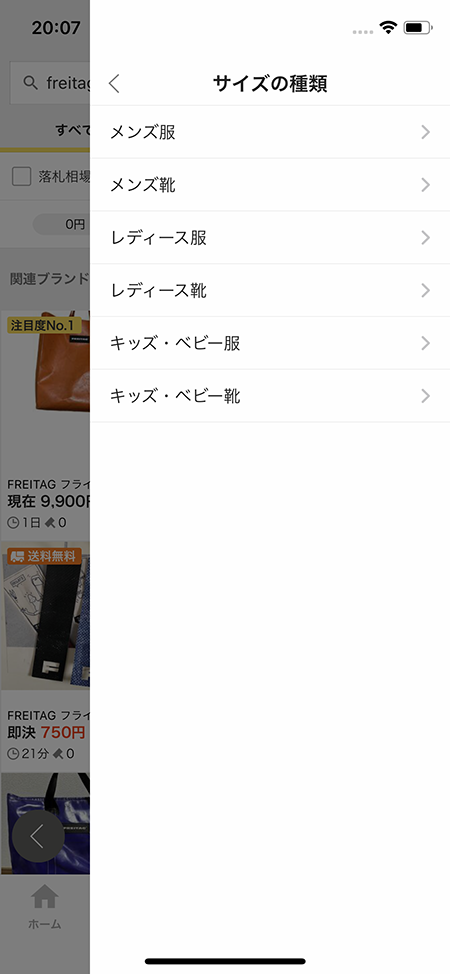 20:07
サイズの種類
メンズ服
メンズ靴
レディース服
レディース靴
キッズ・ベビー服
キッズ・ベビー靴
freitag
すべて
落札相場
0円
関連ブランド
注目度No.1
FREITAG
FREITAG フライ
現在 9,900円
1日 0
送料無料
F
F
FREITAG フライ
即決 750円
21分 0
FREITAG
ホーム